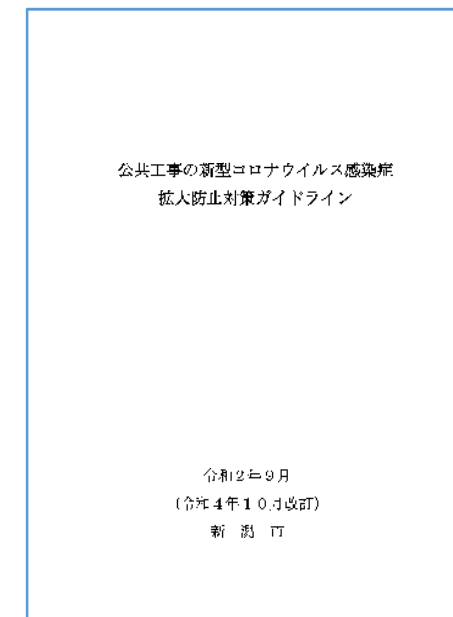 公共工事の新型コロナウイルス感染症
拡大防止対策ガイドライン
令和2年9月
(令和4年10月改訂)
新 潟 市